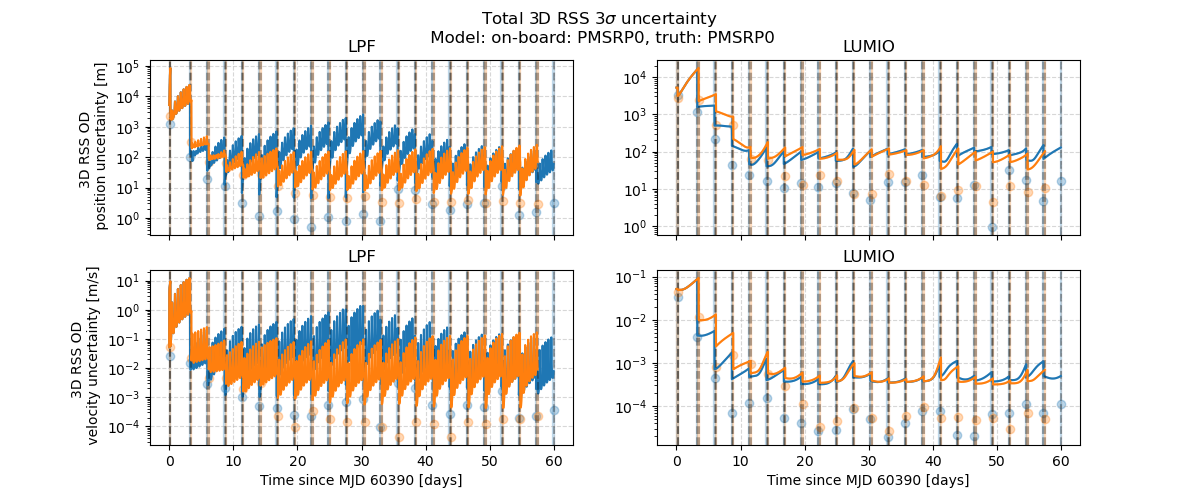 Total 3D RSS 3σ uncertainty
Model: on-board: PMSRP0, truth: PMSRP0
LPF
LUMIO
3D RSS OD
position uncertainty [m]
10⁵
10⁴
10³
10²
10¹
10⁰
10⁴
10³
10²
10¹
10⁰
LPF
LUMIO
3D RSS OD
velocity uncertainty [m/s]
10¹
10⁰
10⁻¹
10⁻²
10⁻³
10⁻⁴
10⁻¹
10⁻²
10⁻³
10⁻⁴
0 10 20 30 40 50 60
0 10 20 30 40 50 60
Time since MJD 60390 [days]
Time since MJD 60390 [days]